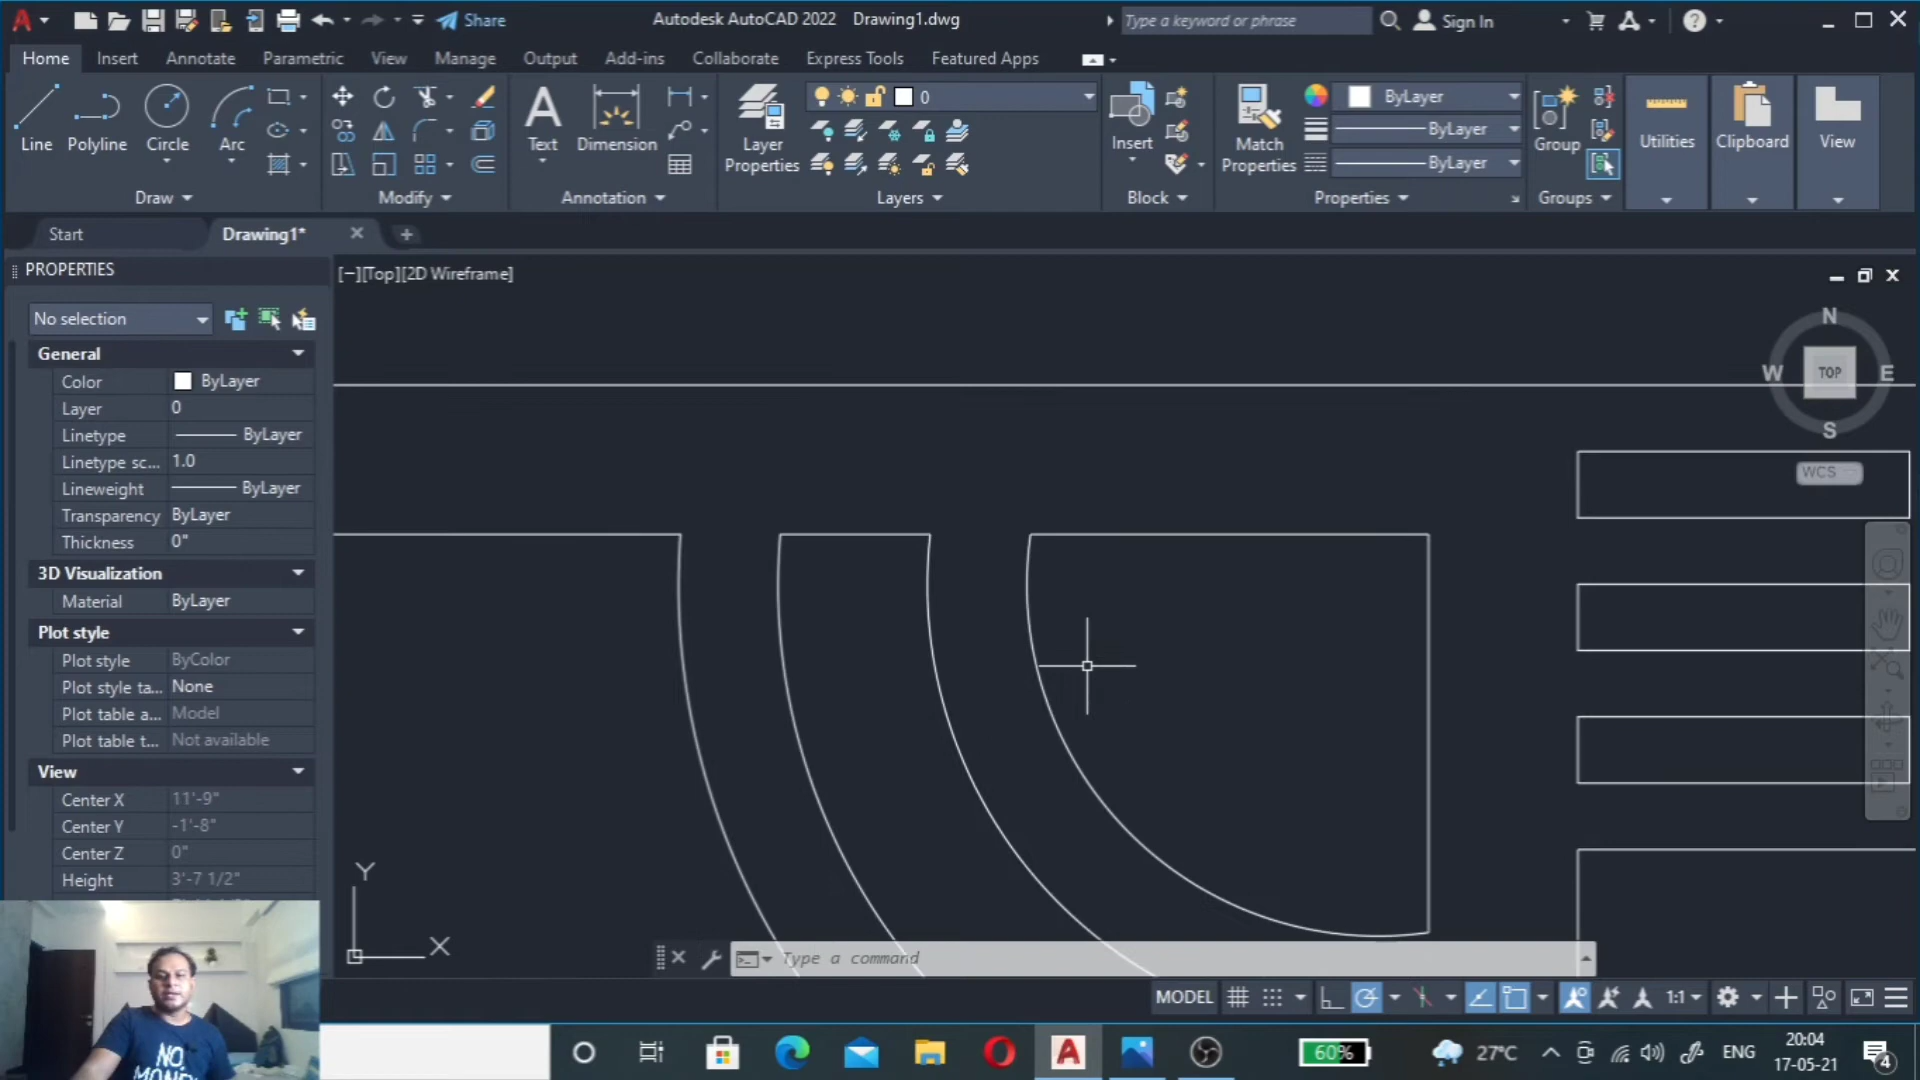 Share
Autodesk AutoCAD 2022 Drawing1.dwg
Type a keyword or phrase
Sign In
Home Insert Annotate Parametric View Manage Output Add-ins Collaborate Express Tools Featured Apps
0
ByLayer
ByLayer
ByLayer
Line Polyline Circle Arc
Text Dimension
Layer Properties
Insert
Match Properties
Group
Utilities Clipboard View
Draw Modify Annotation Layers Block Properties Groups
Start Drawing1*
PROPERTIES
[−][Top][2D Wireframe]
No selection
General
Color ByLayer
Layer 0
Linetype ByLayer
Linetype sc... 1.0
Lineweight ByLayer
Transparency ByLayer
Thickness 0"
3D Visualization
Material ByLayer
Plot style
Plot style ByColor
Plot style ta... None
Plot table a... Model
Plot table t... Not available
View
Center X 11'-9"
Center Y -1'-8"
Center Z 0"
Height 3'-7 1/2"
N
W TOP E
S
WCS
Y
X
Type a command
MODEL 1:1
NO,
MONEY
60%
27°C
ENG
20:04
17-05-21
4